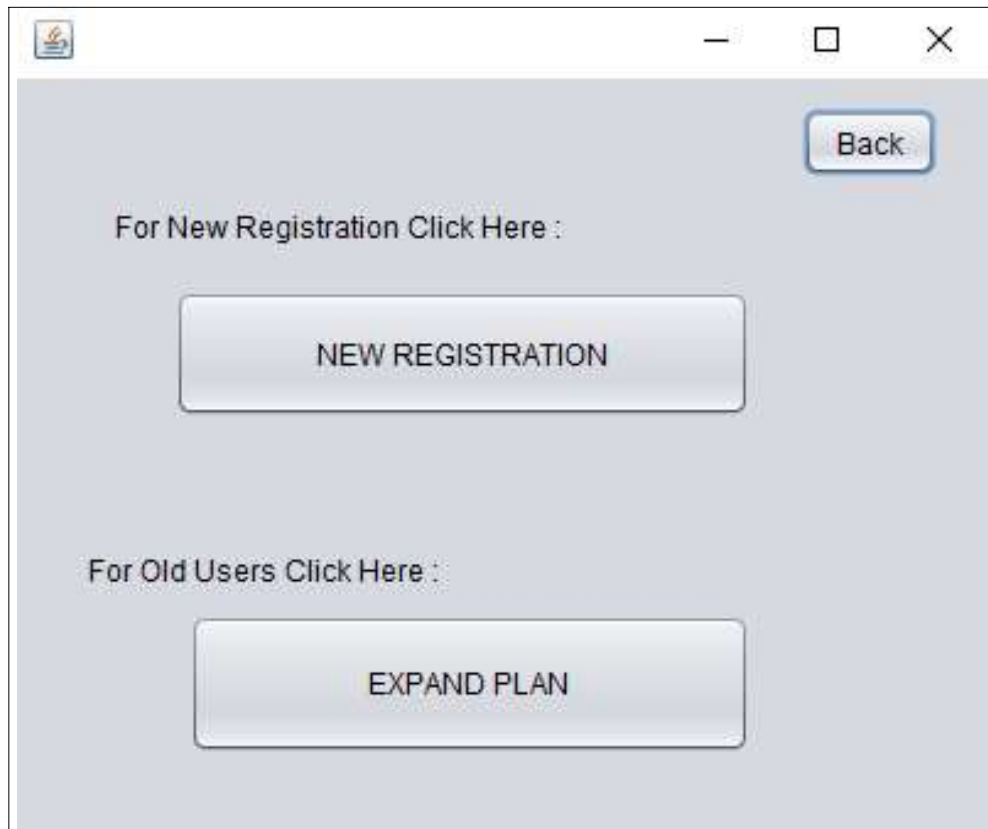 Back
For New Registration Click Here :
NEW REGISTRATION
For Old Users Click Here :
EXPAND PLAN